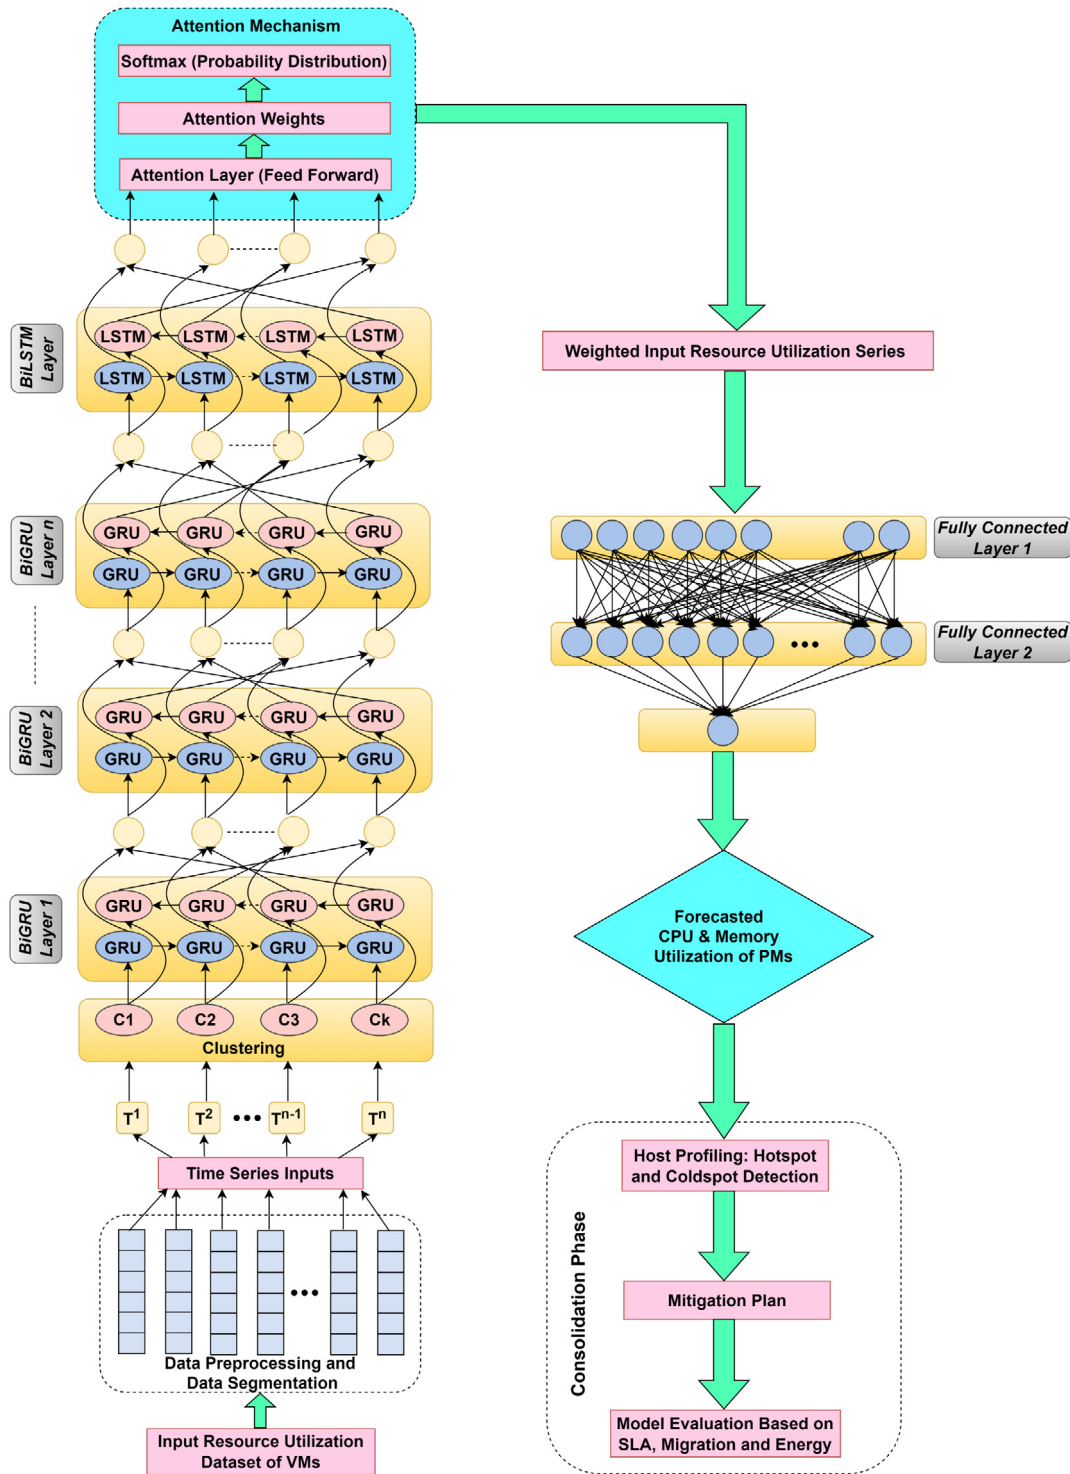 Attention Mechanism
Softmax (Probability Distribution)
Attention Weights
Attention Layer (Feed Forward)
BiLSTM
Layer
LSTM LSTM LSTM LSTM
LSTM LSTM LSTM LSTM
BiGRU
Layer n
GRU GRU GRU GRU
GRU GRU GRU GRU
BiGRU
Layer 2
GRU GRU GRU GRU
GRU GRU GRU GRU
BiGRU
Layer 1
GRU GRU GRU GRU
GRU GRU GRU GRU
C1 C2 C3 Ck
Clustering
T^1 T^2 ••• T^n-1 T^n
Time Series Inputs
•••
Data Preprocessing and
Data Segmentation
Input Resource Utilization
Dataset of VMs
Weighted Input Resource Utilization Series
Fully Connected
Layer 1
Fully Connected
Layer 2
•••
Forecasted
CPU & Memory
Utilization of PMs
Consolidation Phase
Host Profiling: Hotspot
and Coldspot Detection
Mitigation Plan
Model Evaluation Based on
SLA, Migration and Energy